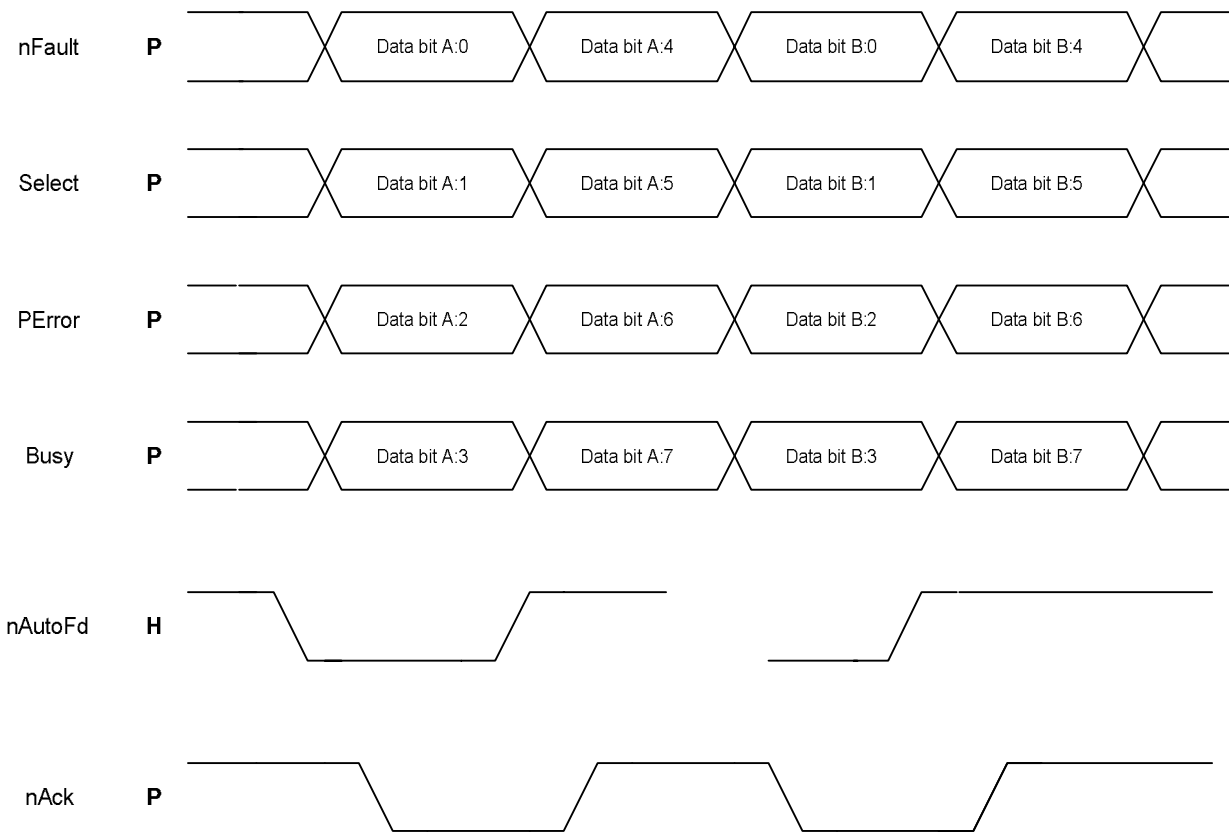 nFault P Data bit A:0 Data bit A:4 Data bit B:0 Data bit B:4
Select P Data bit A:1 Data bit A:5 Data bit B:1 Data bit B:5
PError P Data bit A:2 Data bit A:6 Data bit B:2 Data bit B:6
Busy P Data bit A:3 Data bit A:7 Data bit B:3 Data bit B:7
nAutoFd H
nAck P